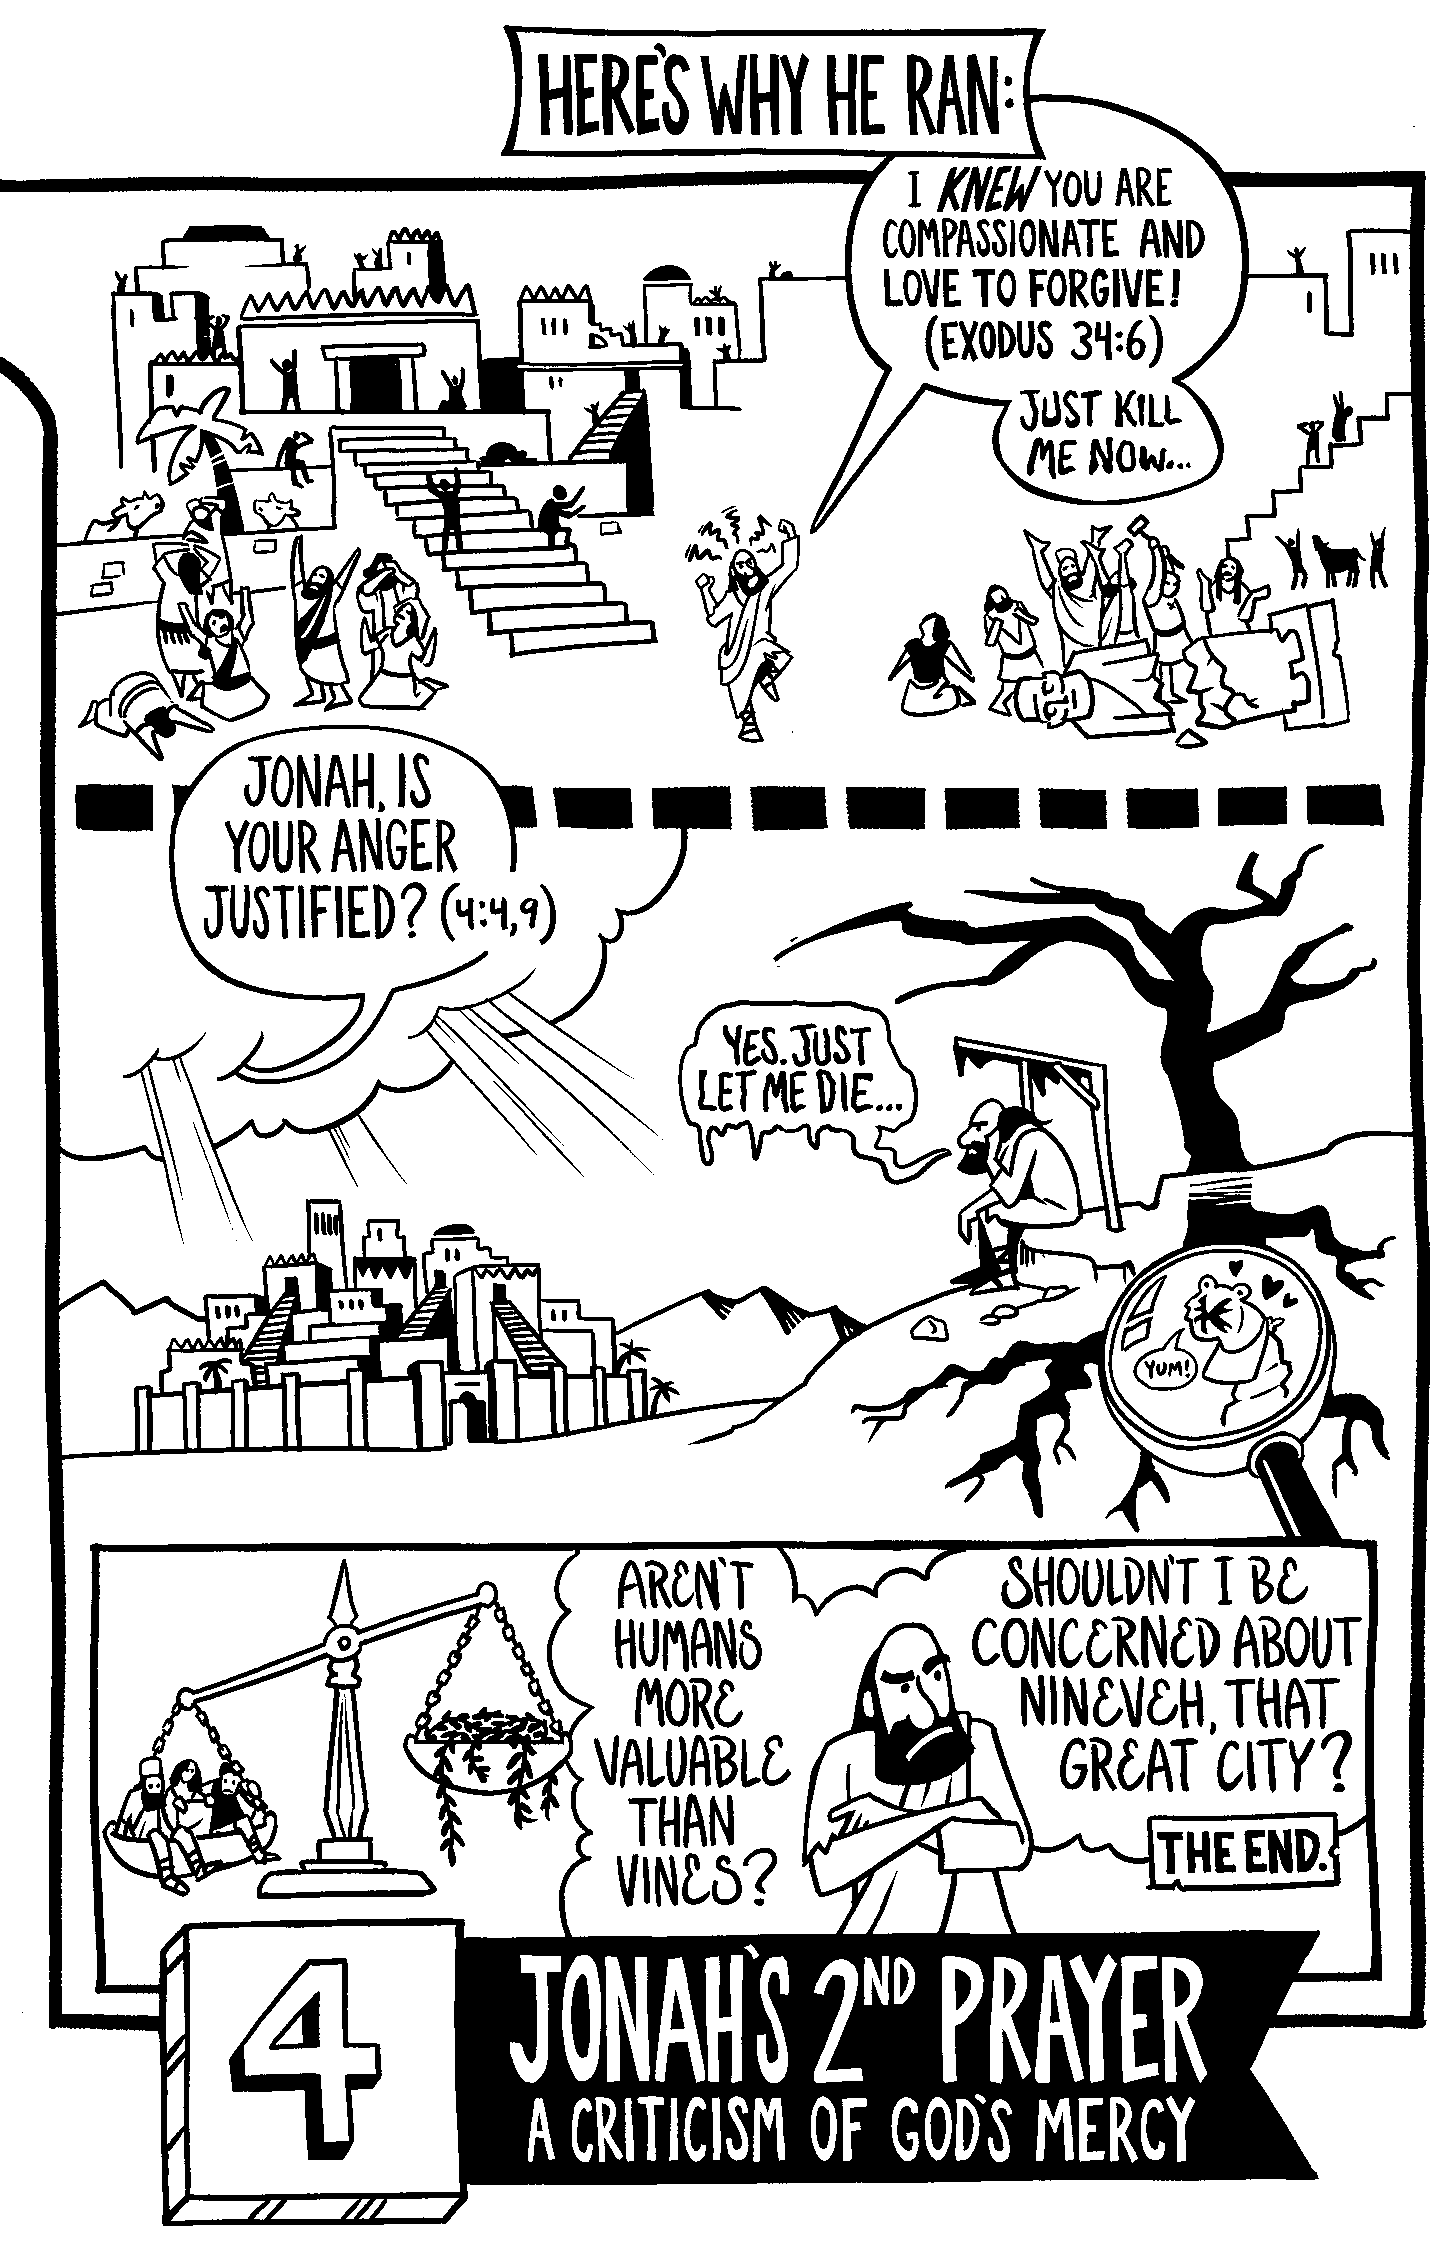 HERE'S WHY HE RAN:
I KNEW YOU ARE
COMPASSIONATE AND
LOVE TO FORGIVE!
(EXODUS 34:6)
JUST KILL
ME NOW...
JONAH, IS
YOUR ANGER
JUSTIFIED? (4:4,9)
YES. JUST
LET ME DIE...
YUM!
AREN'T
HUMANS
MORE
VALUABLE
THAN
VINES?
SHOULDN'T I BE
CONCERNED ABOUT
NINEVEH, THAT
GREAT CITY?
THE END.
4
JONAH'S 2ND PRAYER
A CRITICISM OF GOD'S MERCY